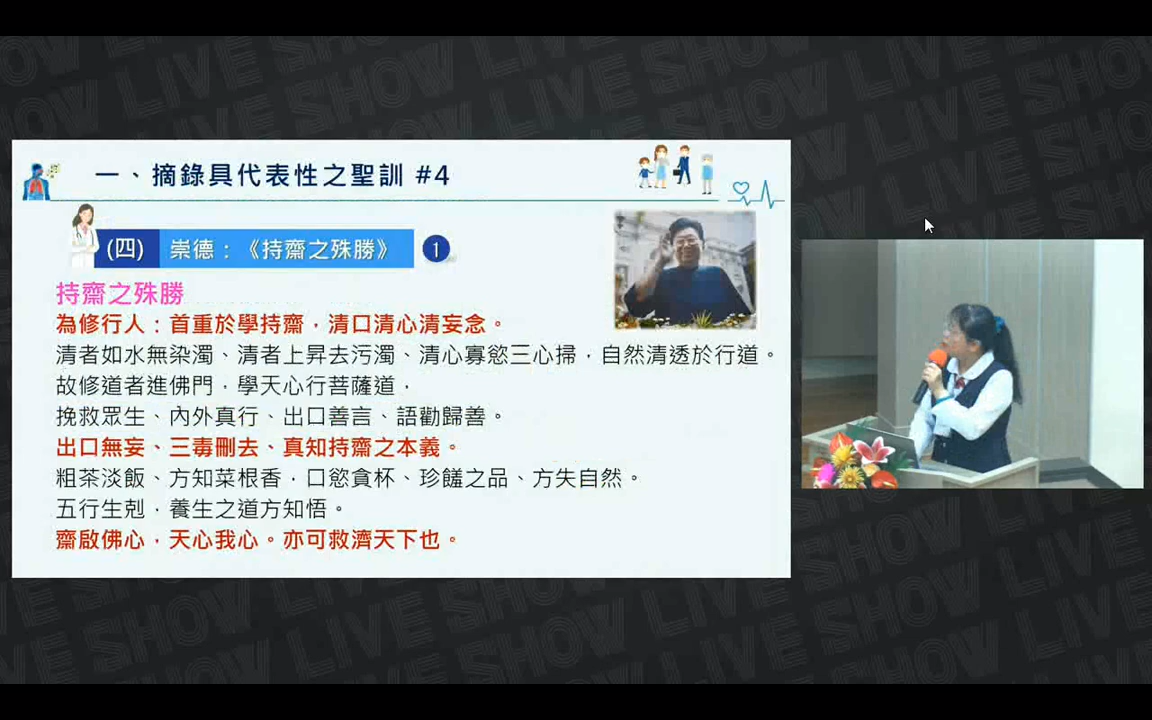 一、摘錄具代表性之聖訓 #4
(四) 崇德：《持齋之殊勝》 1
持齋之殊勝
為修行人：首重於學持齋，清口清心清妄念。
清者如水無染濁、清者上昇去污濁、清心寡慾三心掃，自然清透於行道。
故修道者進佛門，學天心行菩薩道，
挽救眾生、內外真行、出口善言、語勸歸善。
出口無妄、三毒刪去、真知持齋之本義。
粗茶淡飯、方知菜根香，口慾貪杯、珍饈之品、方失自然。
五行生剋，養生之道方知悟。
齋啟佛心，天心我心。亦可救濟天下也。
LIVE SHOW